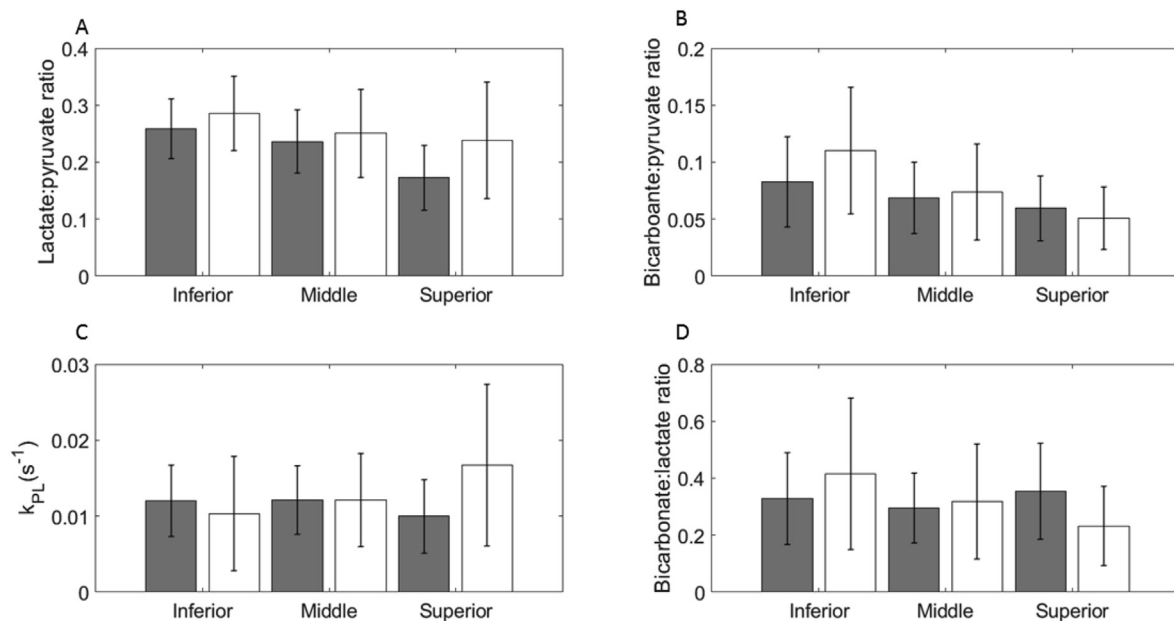 A
Lactate:pyruvate ratio
0.4
0.3
0.2
0.1
0
Inferior Middle Superior
B
Bicarboante:pyruvate ratio
0.2
0.15
0.1
0.05
0
Inferior Middle Superior
C
kPL(s-1)
0.03
0.02
0.01
0
Inferior Middle Superior
D
Bicarbonate:lactate ratio
0.8
0.6
0.4
0.2
0
Inferior Middle Superior